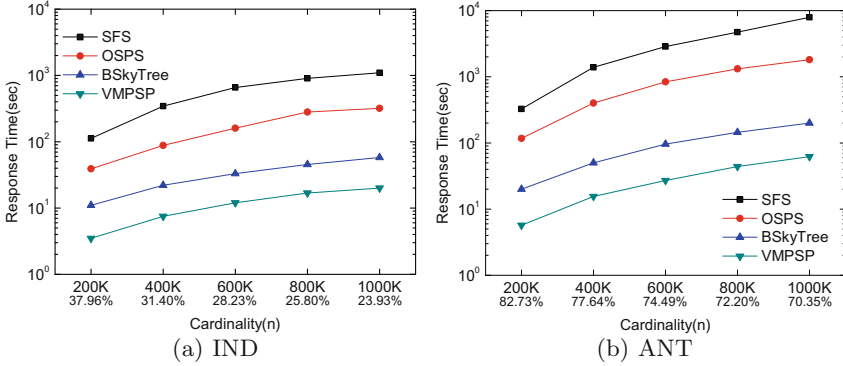 Response Time(sec)
10^4
10^3
10^2
10^1
10^0
SFS
OSPS
BSkyTree
VMPSP
200K 400K 600K 800K 1000K
37.96% 31.40% 28.23% 25.80% 23.93%
Cardinality(n)
(a) IND
Response Time(sec)
10^4
10^3
10^2
10^1
10^0
SFS
OSPS
BSkyTree
VMPSP
200K 400K 600K 800K 1000K
82.73% 77.64% 74.49% 72.20% 70.35%
Cardinality(n)
(b) ANT